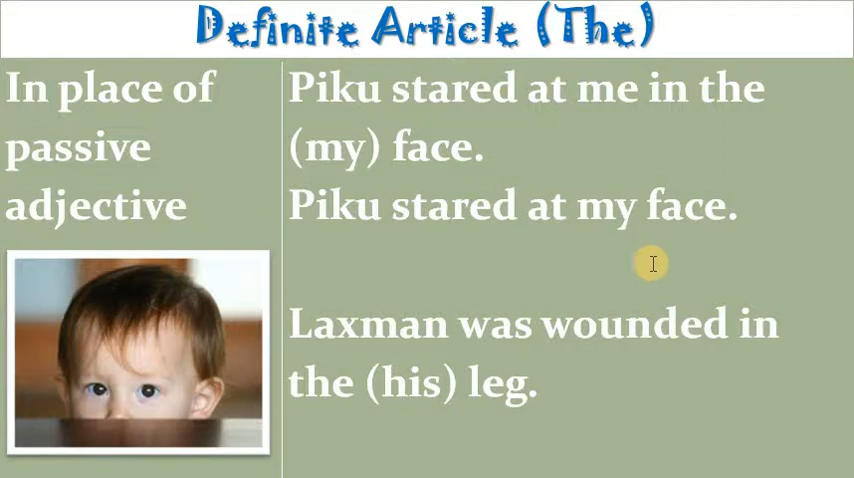 Definite Article (The)
In place of
passive
adjective
Piku stared at me in the
(my) face.
Piku stared at my face.
Laxman was wounded in
the (his) leg.